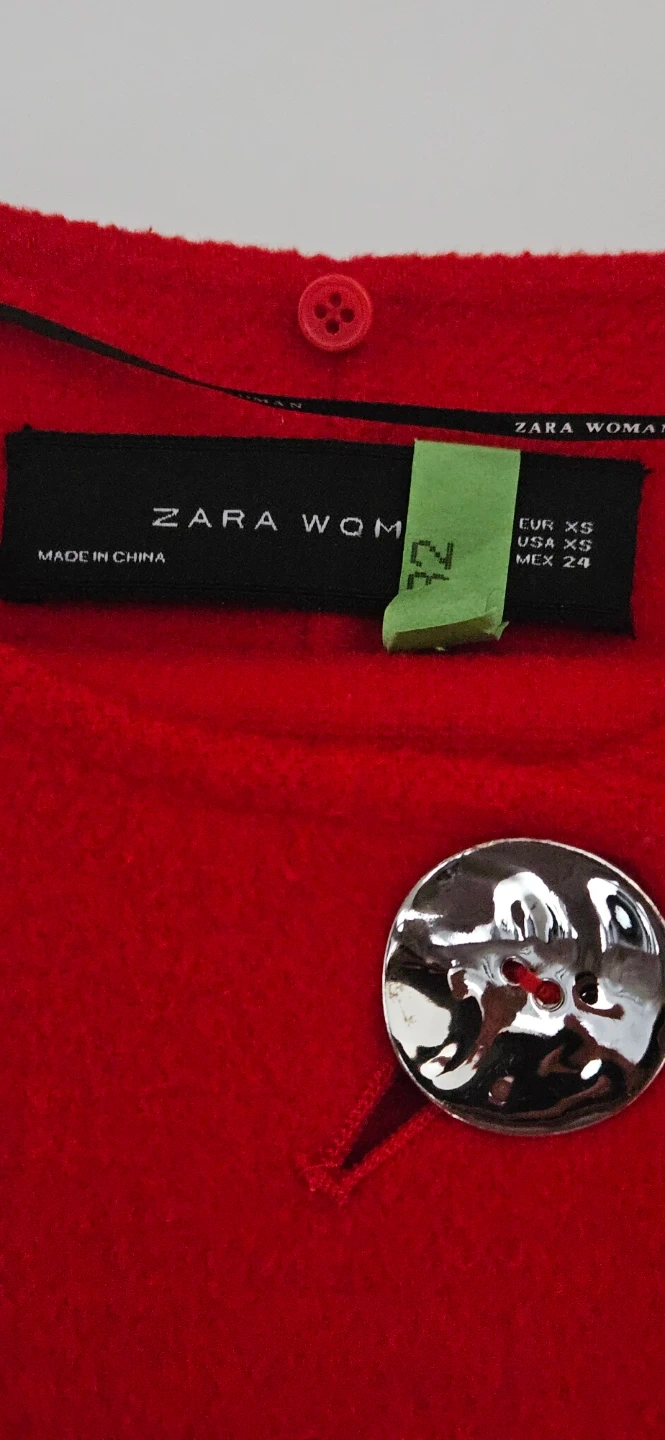 ZARA WOMAN
ZARA WOM
EUR XS
USA XS
MEX 24
MADE IN CHINA